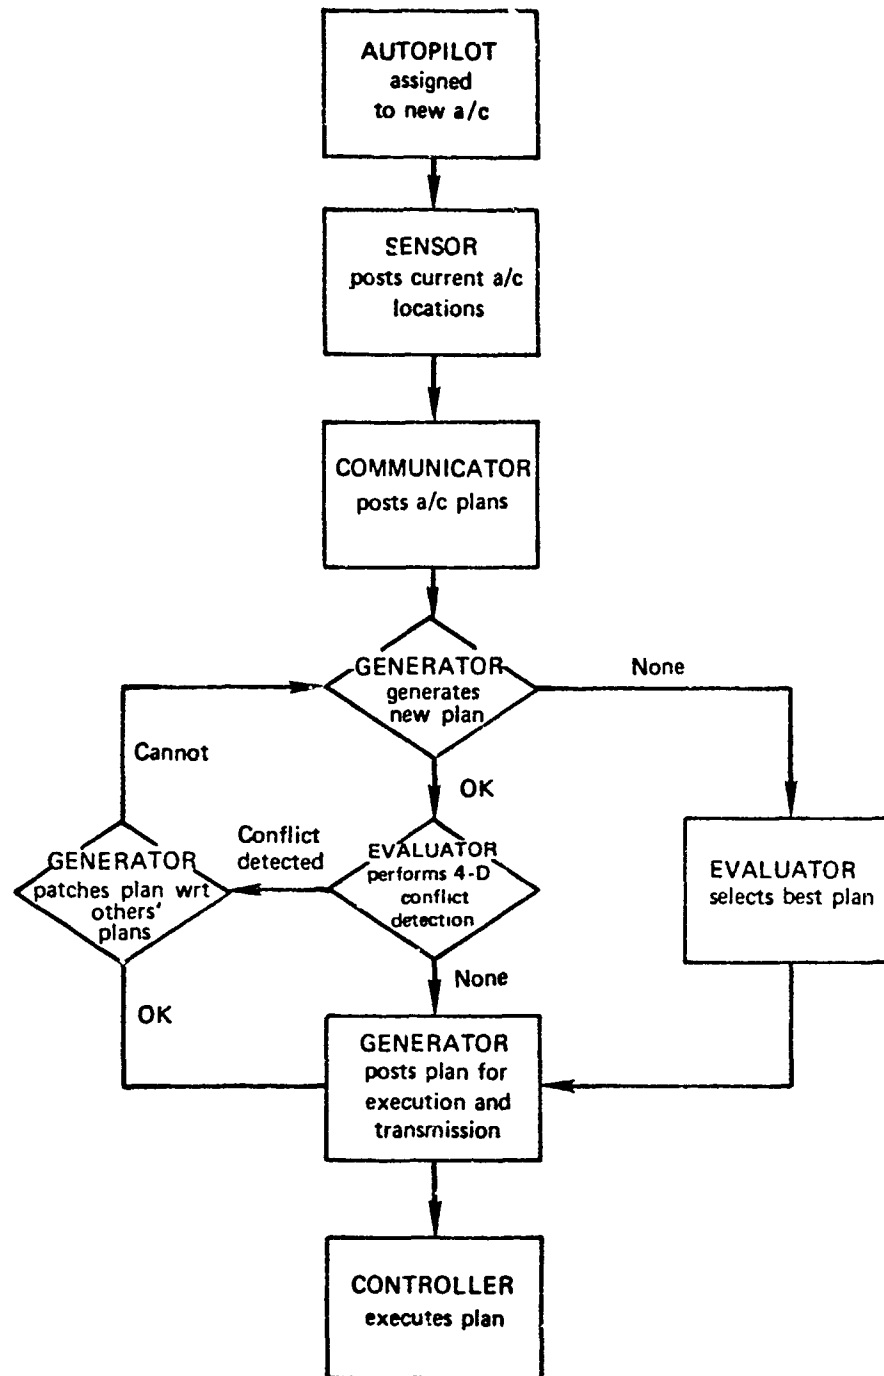 AUTOPILOT
assigned
to new a/c
SENSOR
posts current a/c
locations
COMMUNICATOR
posts a/c plans
GENERATOR
generates
new plan
None
Cannot
OK
Conflict
detected
GENERATOR
patches plan wrt
others'
plans
EVALUATOR
performs 4-D
conflict
detection
EVALUATOR
selects best plan
None
OK
GENERATOR
posts plan for
execution and
transmission
CONTROLLER
executes plan